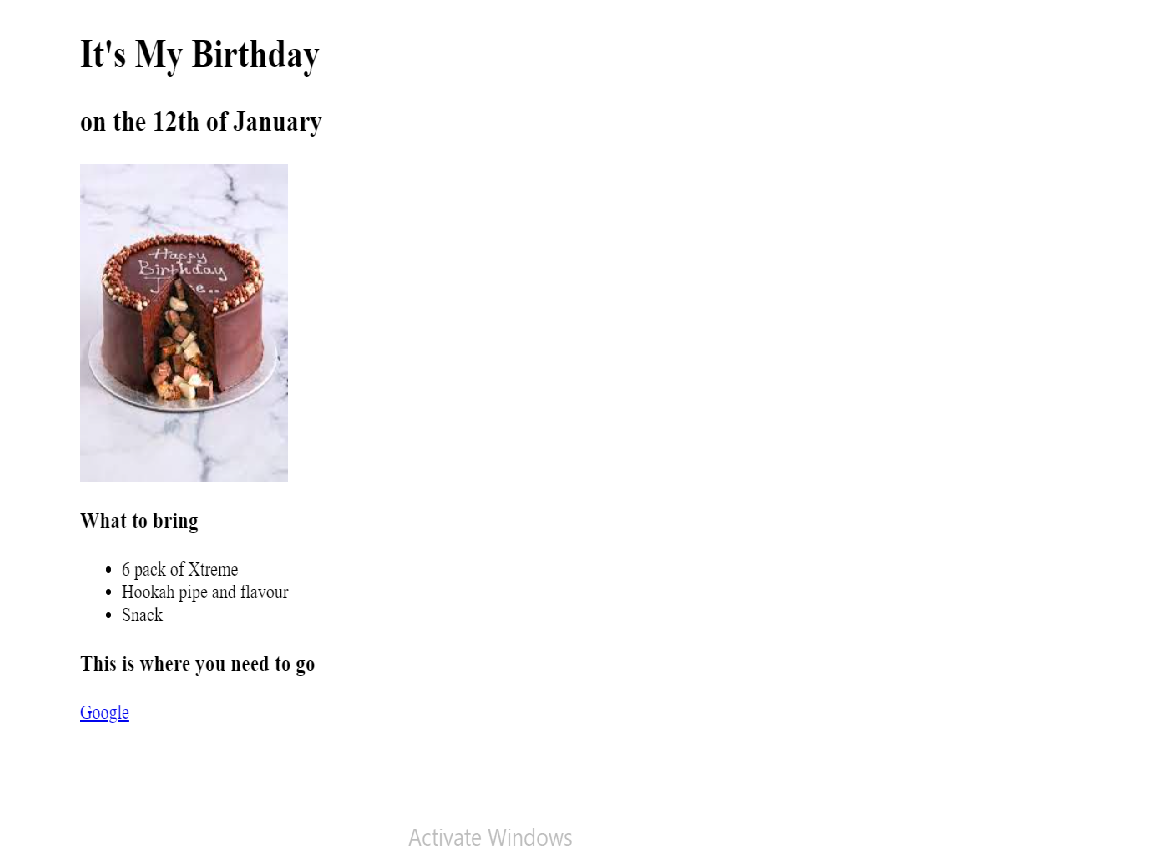 It's My Birthday
on the 12th of January
Happy
Birthday
What to bring
6 pack of Xtreme
Hookah pipe and flavour
Snack
This is where you need to go
Google
Activate Windows